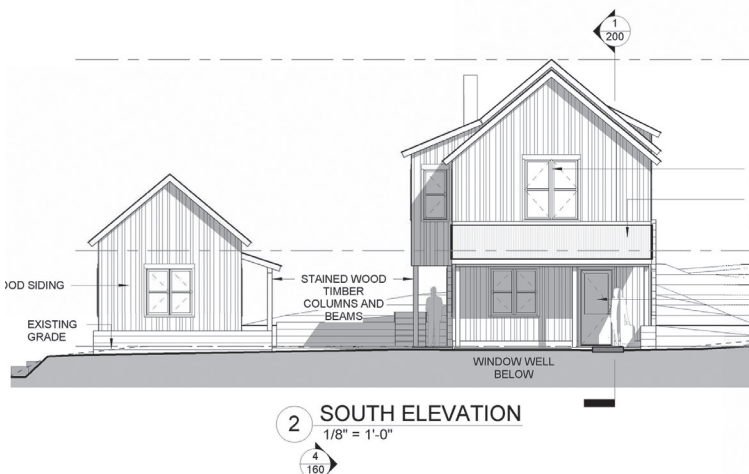 1
200
OOD SIDING
STAINED WOOD
TIMBER
COLUMNS AND
BEAMS
EXISTING
GRADE
WINDOW WELL
BELOW
2
SOUTH ELEVATION
1/8" = 1'-0"
4
160